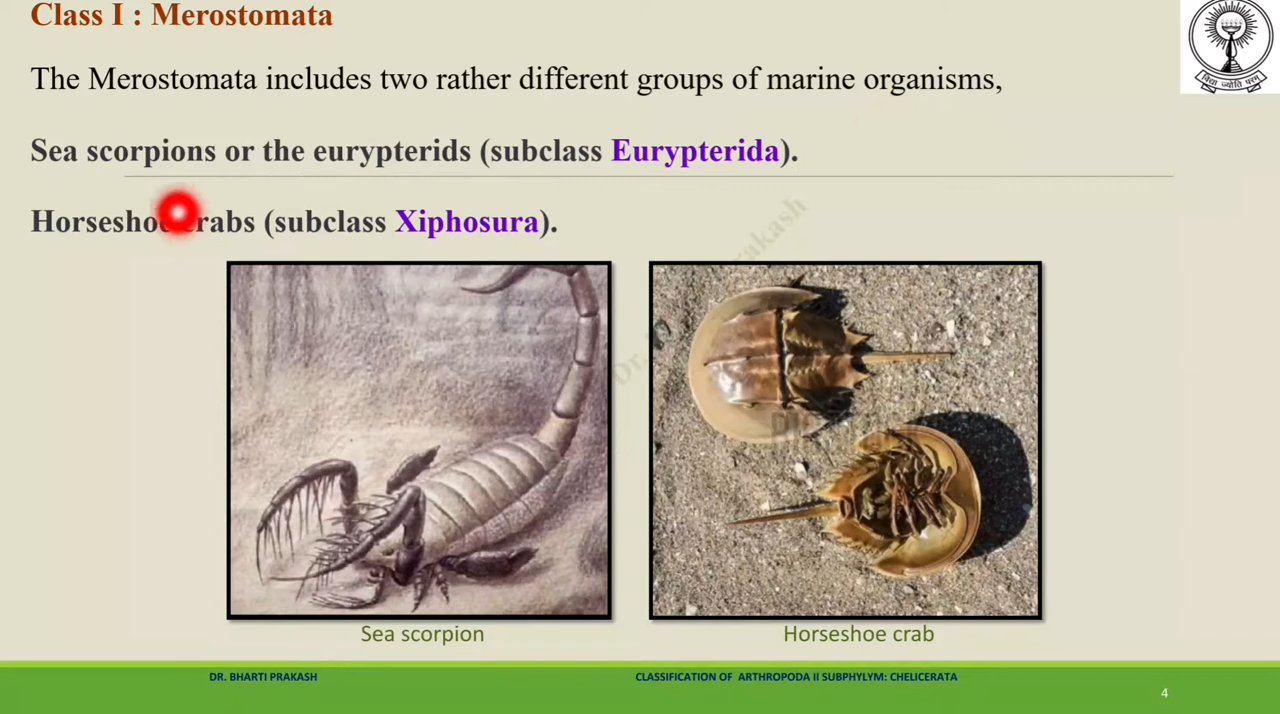 Class I : Merostomata
The Merostomata includes two rather different groups of marine organisms,
Sea scorpions or the eurypterids (subclass Eurypterida).
Horseshoe crabs (subclass Xiphosura).
Sea scorpion
Horseshoe crab
DR. BHARTI PRAKASH
CLASSIFICATION OF ARTHROPODA II SUBPHYLYM: CHELICERATA
4